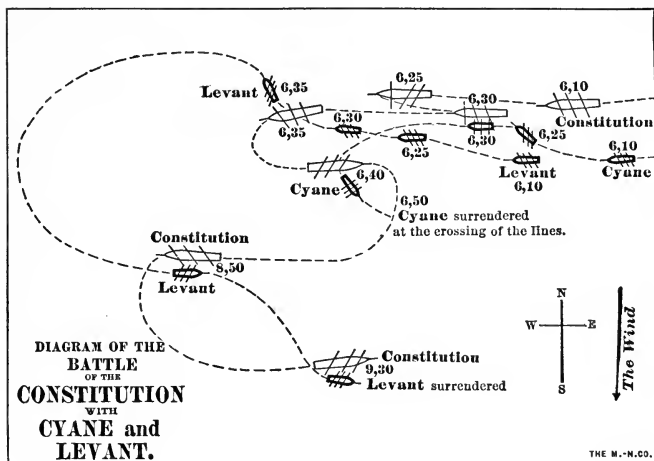 6,25
6,10
Levant 6,35
6,30
Constitution
6,35
6,30
6,30
6,25
6,25
6,10
Levant
6,10
Cyane
6,40
Cyane
6,50
Cyane surrendered
at the crossing of the lines.
Constitution
8,50
Levant
N
W E
S
The Wind
Constitution
9,30
Levant surrendered
DIAGRAM OF THE
BATTLE
OF THE
CONSTITUTION
WITH
CYANE and
LEVANT.
THE M.-N.CO.